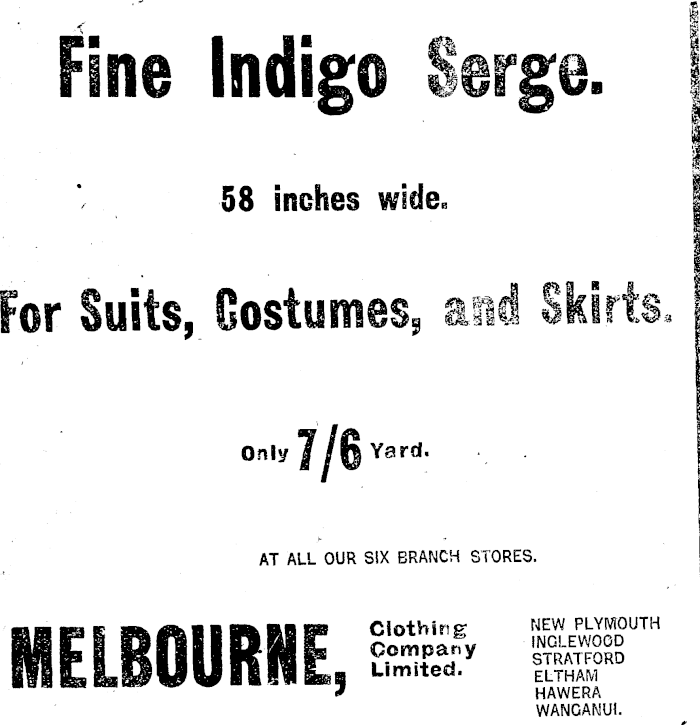 Fine Indigo Serge.
58 inches wide.
For Suits, Costumes, and Skirts.
Only 7/6 Yard.
AT ALL OUR SIX BRANCH STORES.
MELBOURNE,
Clothing
Company
Limited.
NEW PLYMOUTH
INGLEWOOD
STRATFORD
ELTHAM
HAWERA
WANGANUI.